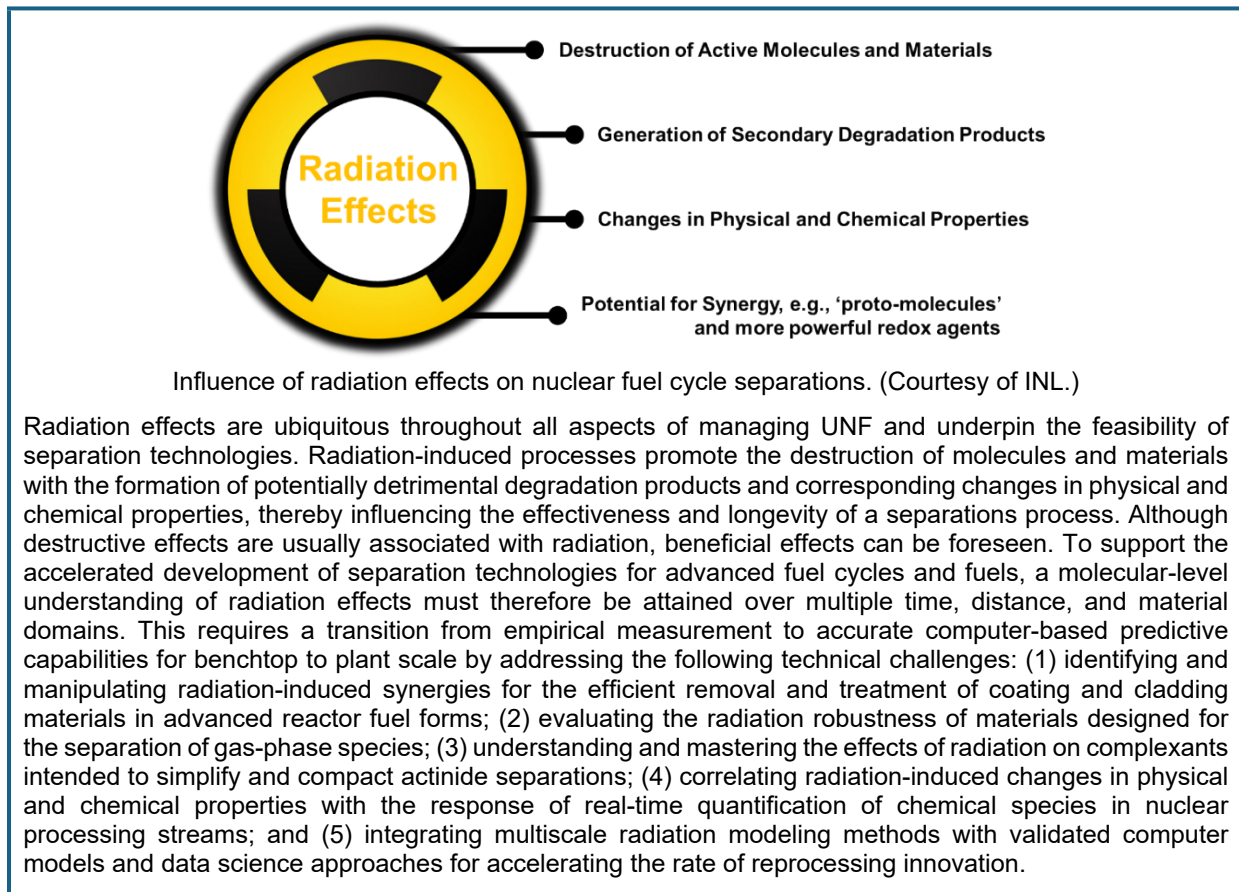 Destruction of Active Molecules and Materials
Generation of Secondary Degradation Products
Radiation
Effects
Changes in Physical and Chemical Properties
Potential for Synergy, e.g., ‘proto-molecules’
and more powerful redox agents
Influence of radiation effects on nuclear fuel cycle separations. (Courtesy of INL.)
Radiation effects are ubiquitous throughout all aspects of managing UNF and underpin the feasibility of
separation technologies. Radiation-induced processes promote the destruction of molecules and materials
with the formation of potentially detrimental degradation products and corresponding changes in physical and
chemical properties, thereby influencing the effectiveness and longevity of a separations process. Although
destructive effects are usually associated with radiation, beneficial effects can be foreseen. To support the
accelerated development of separation technologies for advanced fuel cycles and fuels, a molecular-level
understanding of radiation effects must therefore be attained over multiple time, distance, and material
domains. This requires a transition from empirical measurement to accurate computer-based predictive
capabilities for benchtop to plant scale by addressing the following technical challenges: (1) identifying and
manipulating radiation-induced synergies for the efficient removal and treatment of coating and cladding
materials in advanced reactor fuel forms; (2) evaluating the radiation robustness of materials designed for
the separation of gas-phase species; (3) understanding and mastering the effects of radiation on complexants
intended to simplify and compact actinide separations; (4) correlating radiation-induced changes in physical
and chemical properties with the response of real-time quantification of chemical species in nuclear
processing streams; and (5) integrating multiscale radiation modeling methods with validated computer
models and data science approaches for accelerating the rate of reprocessing innovation.